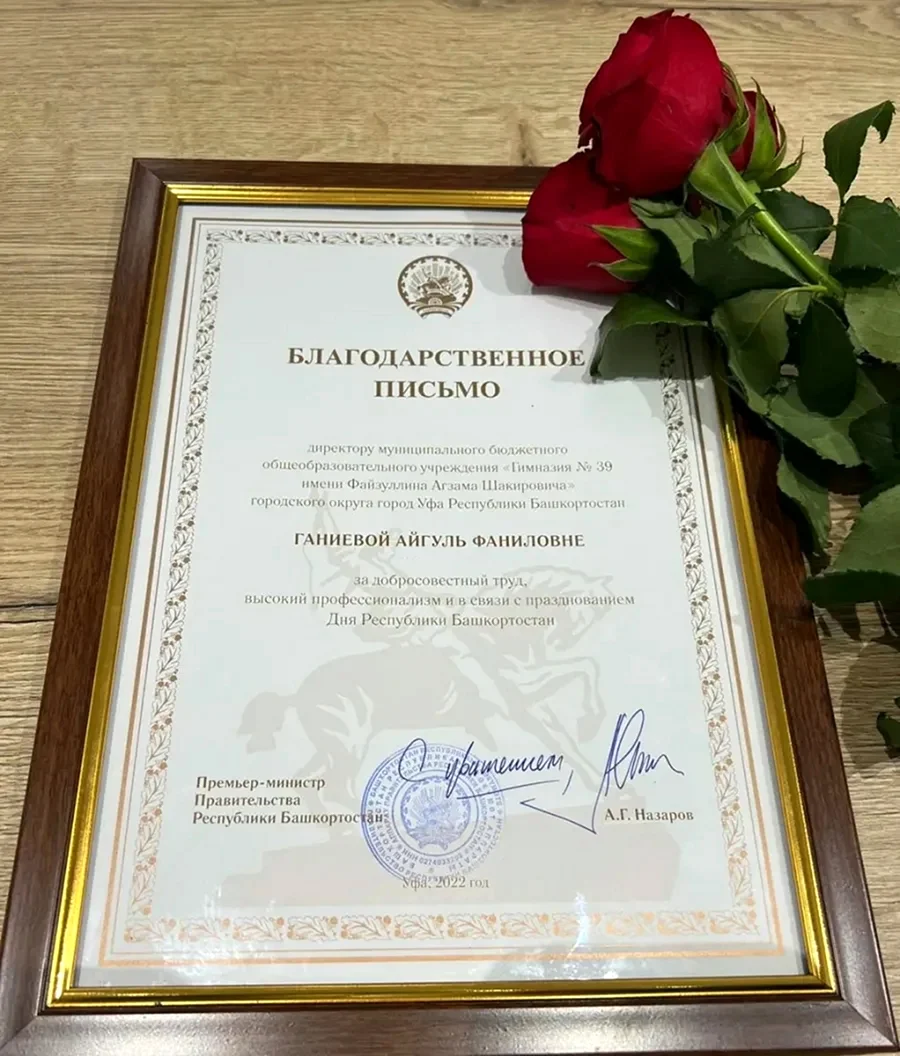 БЛАГОДАРСТВЕННОЕ
ПИСЬМО
директору муниципального бюджетного
общеобразовательного учреждения «Гимназия № 39
имени Файзуллина Агзама Шакировича»
городского округа город Уфа Республики Башкортостан
ГАНИЕВОЙ АЙГУЛЬ ФАНИЛОВНЕ
за добросовестный труд,
высокий профессионализм и в связи с празднованием
Дня Республики Башкортостан
С уважением,
Премьер-министр
Правительства
Республики Башкортостан
А.Г. Назаров
Уфа, 2022 год